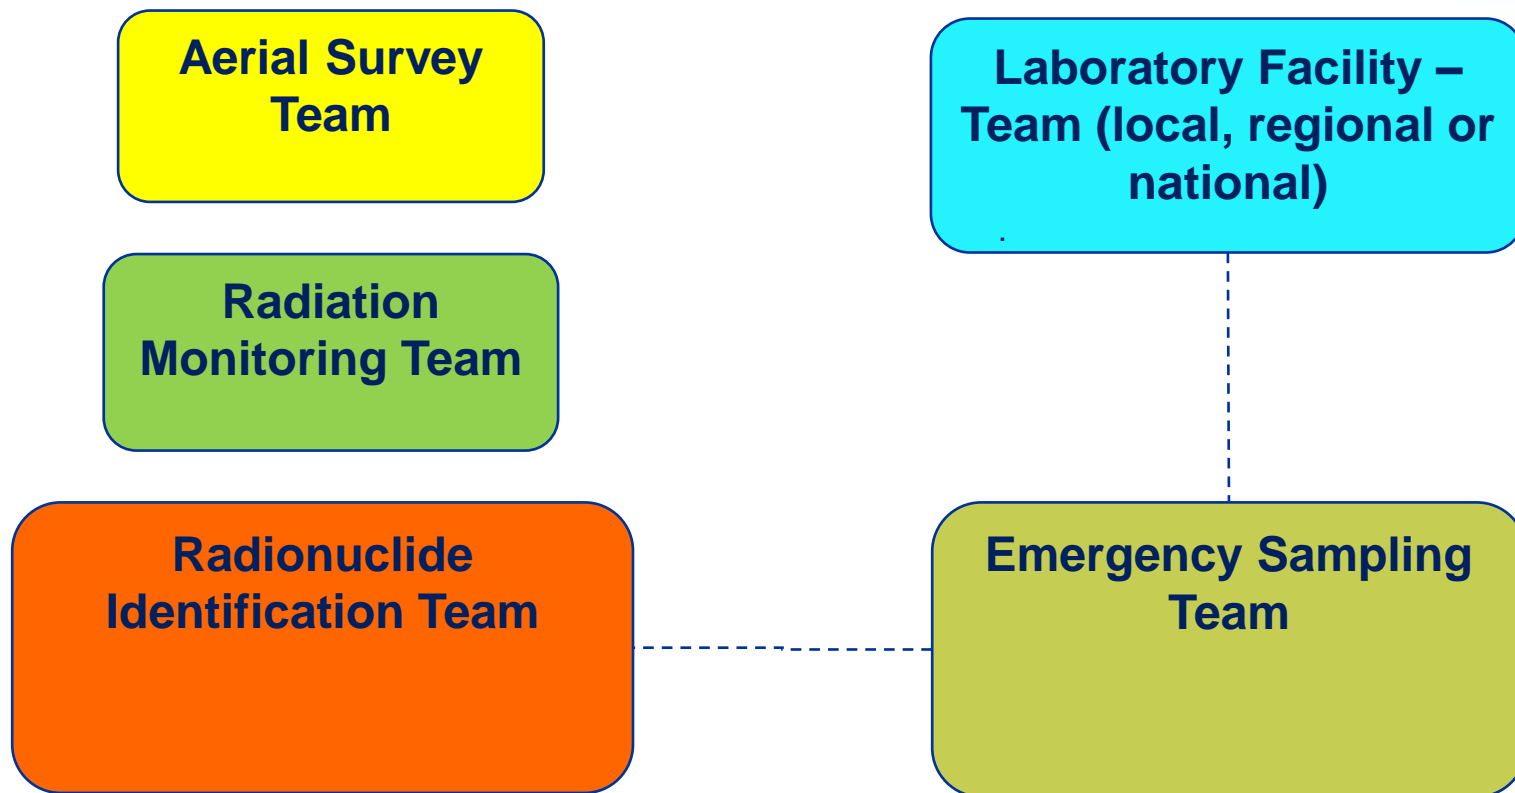 Aerial Survey
Team
Laboratory Facility –
Team (local, regional or
national)
.
Radiation
Monitoring Team
Radionuclide
Identification Team
Emergency Sampling
Team